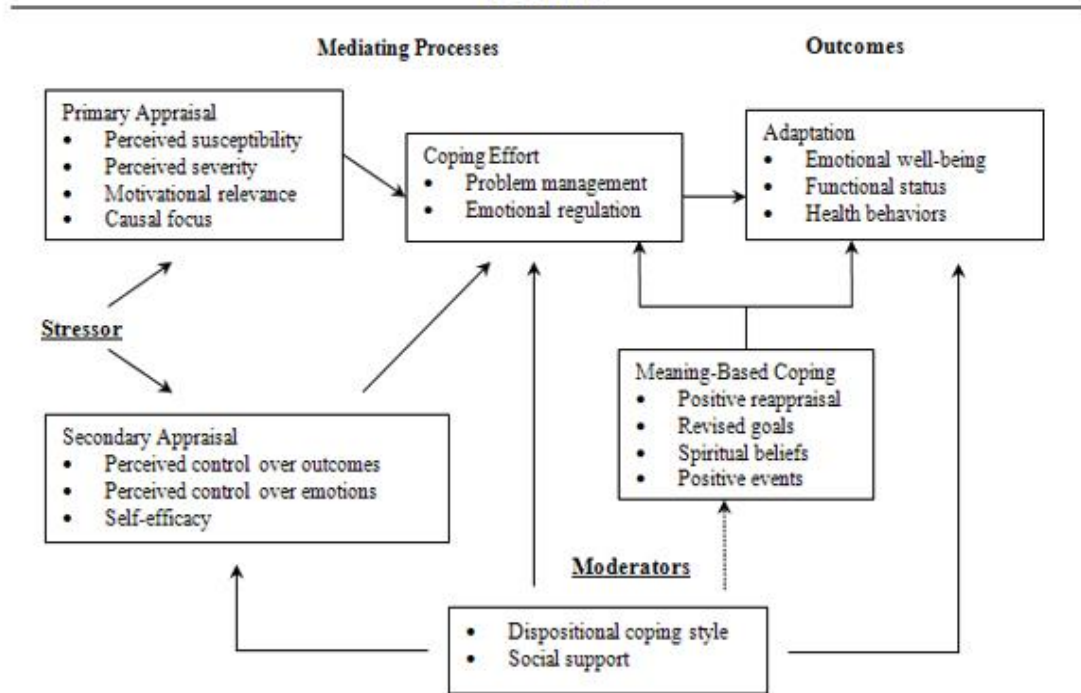 Mediating Processes
Outcomes
Primary Appraisal
• Perceived susceptibility
• Perceived severity
• Motivational relevance
• Causal focus
Coping Effort
• Problem management
• Emotional regulation
Adaptation
• Emotional well-being
• Functional status
• Health behaviors
Stressor
Meaning-Based Coping
• Positive reappraisal
• Revised goals
• Spiritual beliefs
• Positive events
Secondary Appraisal
• Perceived control over outcomes
• Perceived control over emotions
• Self-efficacy
Moderators
• Dispositional coping style
• Social support